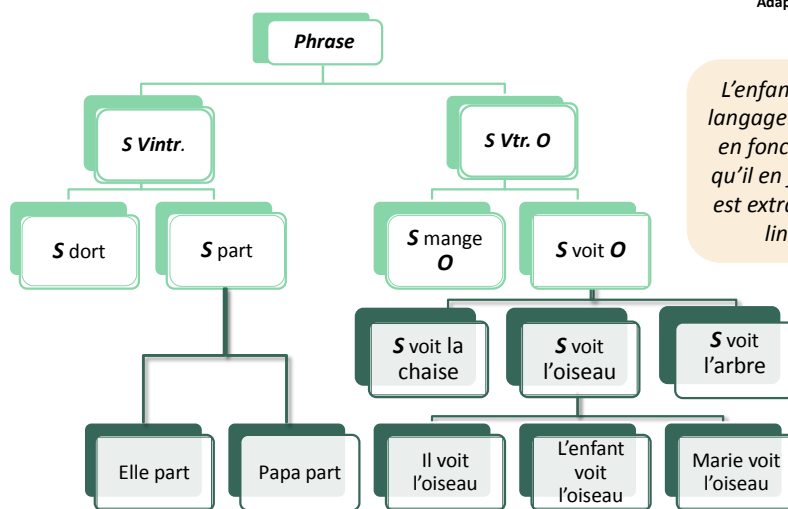 Adap
Phrase
L'enfan
langage
en fonc
qu'il en
est extra
lin
S Vintr.
S Vtr. O
S dort
S part
S mange
O
S voit O
S voit la
chaise
S voit
l'oiseau
S voit
l'arbre
Elle part
Papa part
Il voit
l'oiseau
L'enfant
voit
l'oiseau
Marie voit
l'oiseau